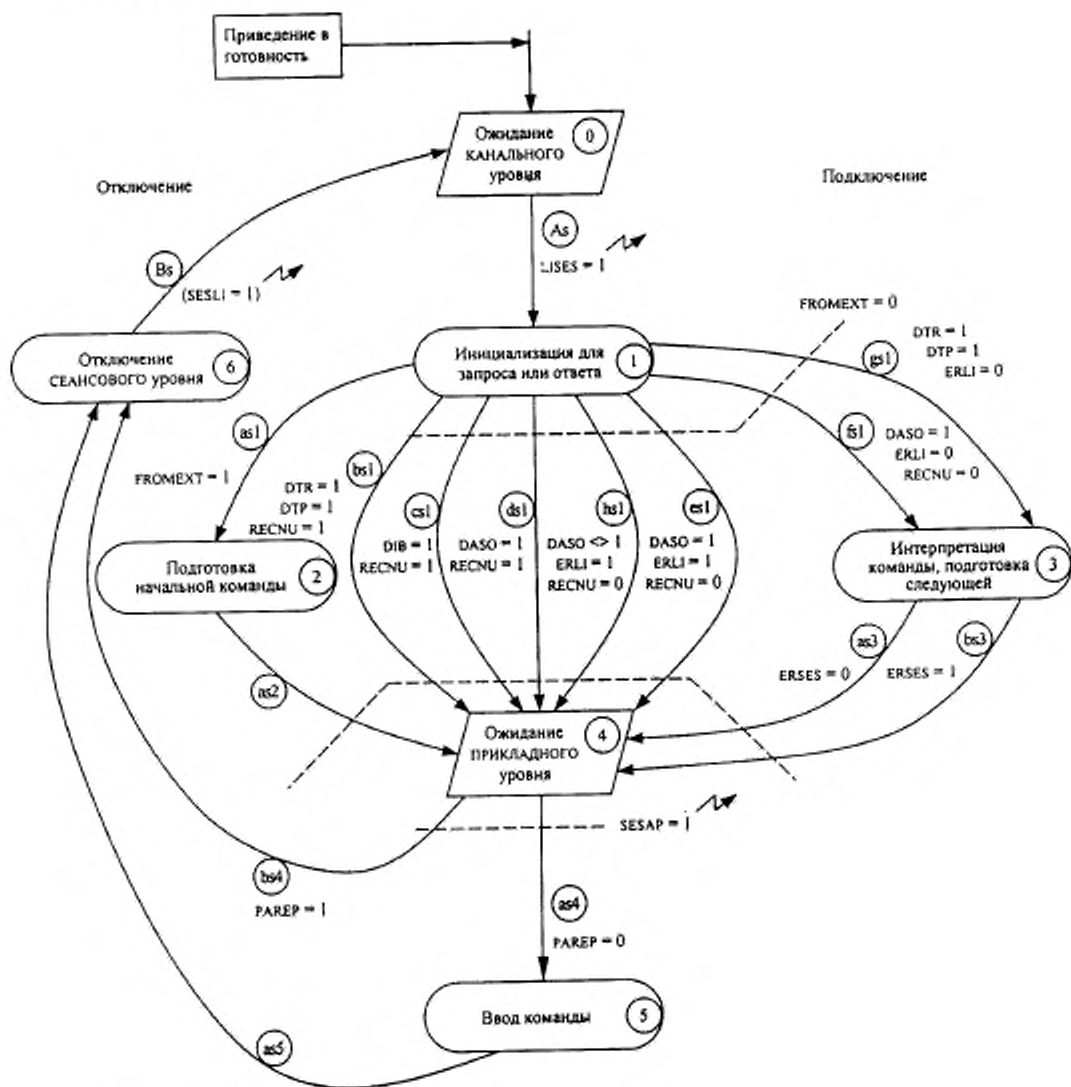 Приведение в
готовность
Ожидание
КАНАЛЬНОГО
уровня
0
Отключение
Подключение
As
LISES = 1
Bs
(SESLI = 1)
FROMEXT = 0
Отключение
СЕАНСОВОГО уровня
6
Инициализация для
запроса или ответа
1
gs1
DTR = 1
DTP = 1
ERLI = 0
as1
FROMEXT = 1
bs1
DTR = 1
DTP = 1
RECNU = 1
cs1
DIB = 1
RECNU = 1
ds1
DASO = 1
RECNU = 1
hs1
DASO <> 1
ERLI = 1
RECNU = 0
es1
DASO = 1
ERLI = 1
RECNU = 0
fs1
DASO = 1
ERLI = 0
RECNU = 0
Подготовка
начальной команды
2
Интерпретация
команды, подготовка
следующей
3
as2
as3
ERSES = 0
bs3
ERSES = 1
Ожидание
ПРИКЛАДНОГО
уровня
4
SESAP = 1
bs4
PAREP = 1
as4
PAREP = 0
Ввод команды
5
as5